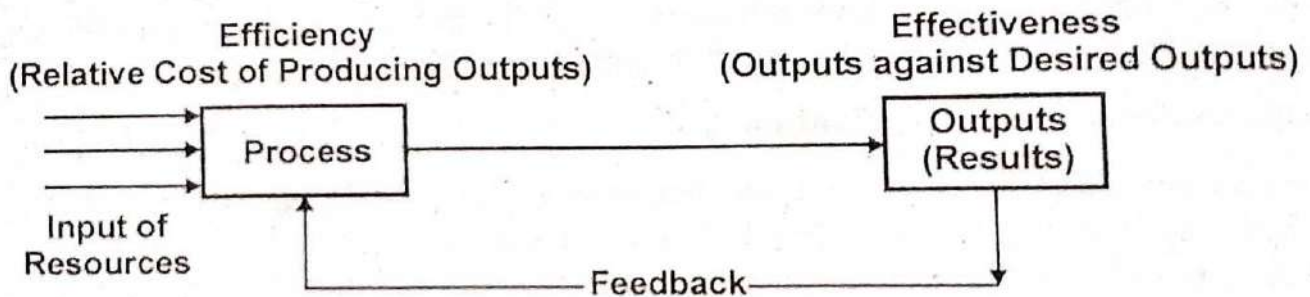 Efficiency
(Relative Cost of Producing Outputs)
Effectiveness
(Outputs against Desired Outputs)
Process
Outputs
(Results)
Input of
Resources
Feedback